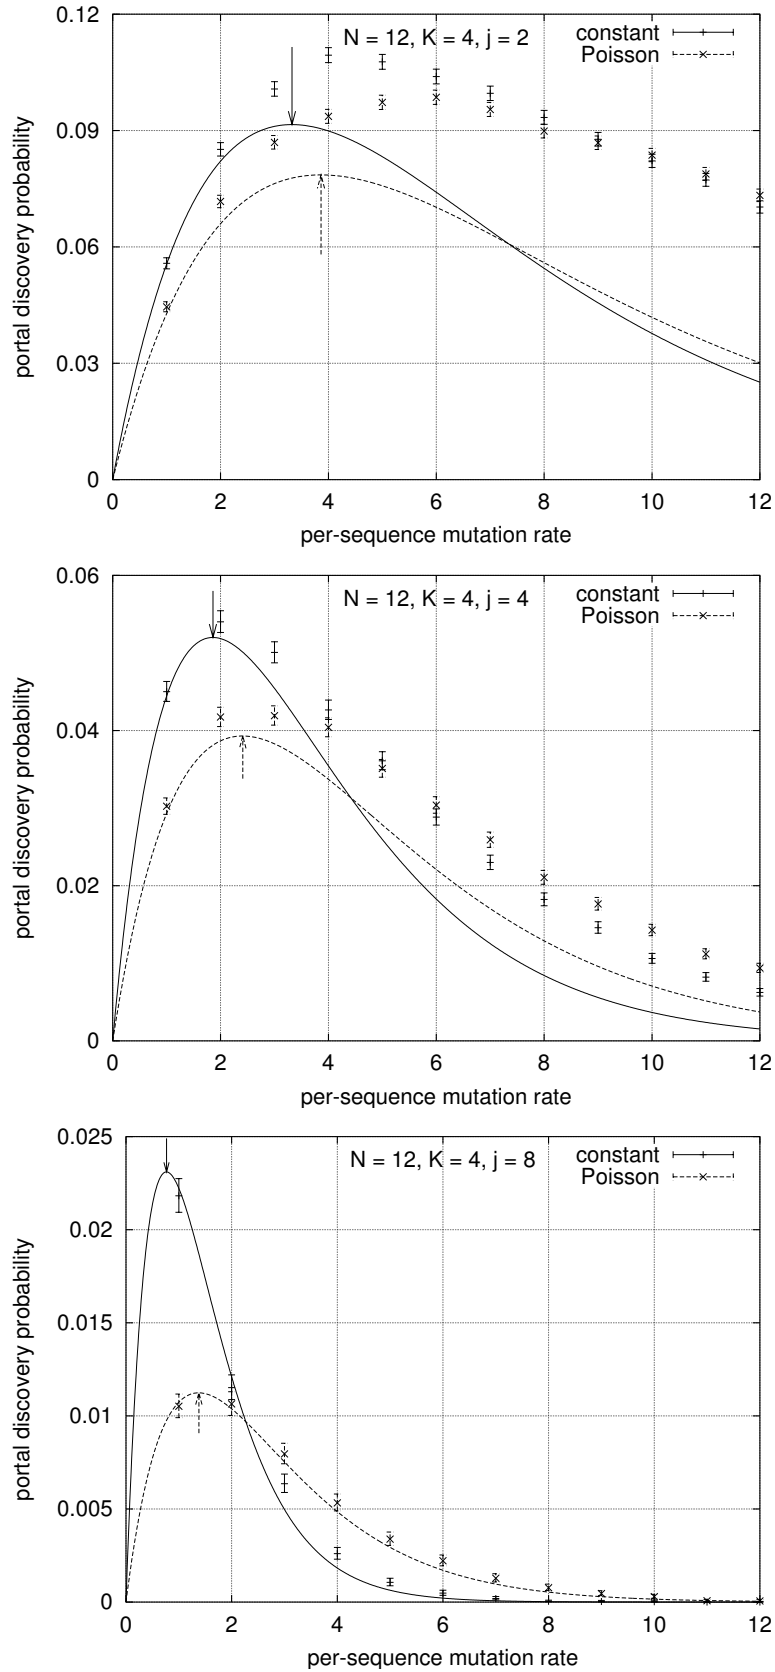 0.12
N = 12, K = 4, j = 2
constant
Poisson
0.09
0.06
0.03
0
portal discovery probability
0 2 4 6 8 10 12
per-sequence mutation rate
0.06
N = 12, K = 4, j = 4
constant
Poisson
0.04
0.02
0
portal discovery probability
0 2 4 6 8 10 12
per-sequence mutation rate
0.025
N = 12, K = 4, j = 8
constant
Poisson
0.02
0.015
0.01
0.005
0
portal discovery probability
0 2 4 6 8 10 12
per-sequence mutation rate